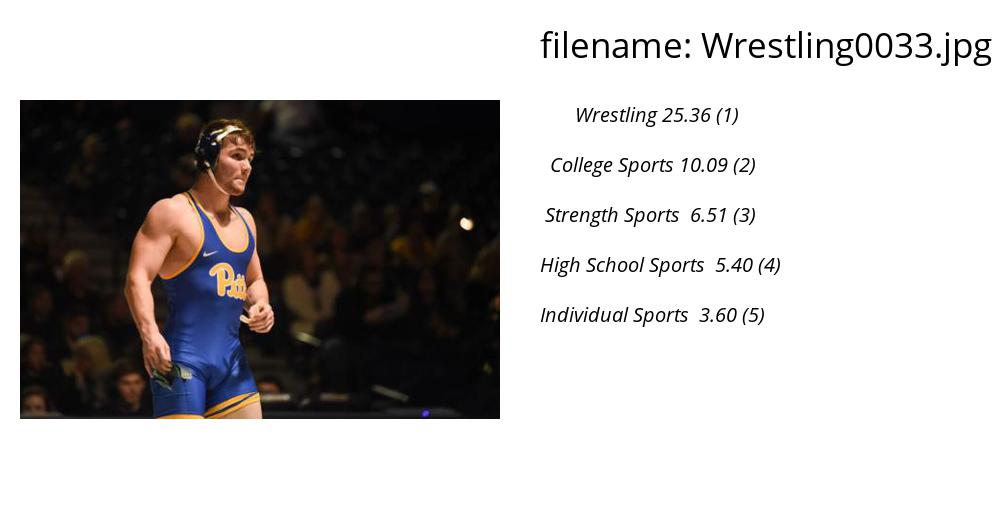 filename: Wrestling0033.jpg
Wrestling 25.36 (1)
College Sports 10.09 (2)
Strength Sports 6.51 (3)
High School Sports 5.40 (4)
Individual Sports 3.60 (5)
Pitt